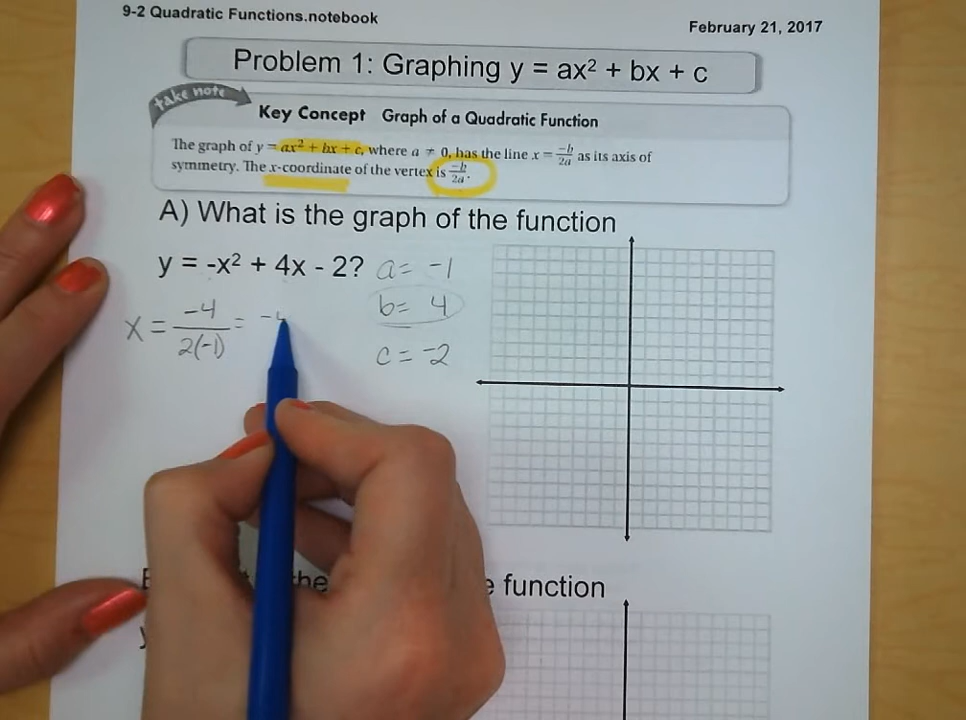 9-2 Quadratic Functions.notebook
February 21, 2017
Problem 1: Graphing y = ax² + bx + c
take note
Key Concept Graph of a Quadratic Function
The graph of y = ax² + bx + c, where a ≠ 0, has the line x = -b/2a as its axis of
symmetry. The x-coordinate of the vertex is -b/2a.
A) What is the graph of the function
y = -x² + 4x - 2? a = -1
x = -4/2(-1) = -4 b = 4
c = -2
he function